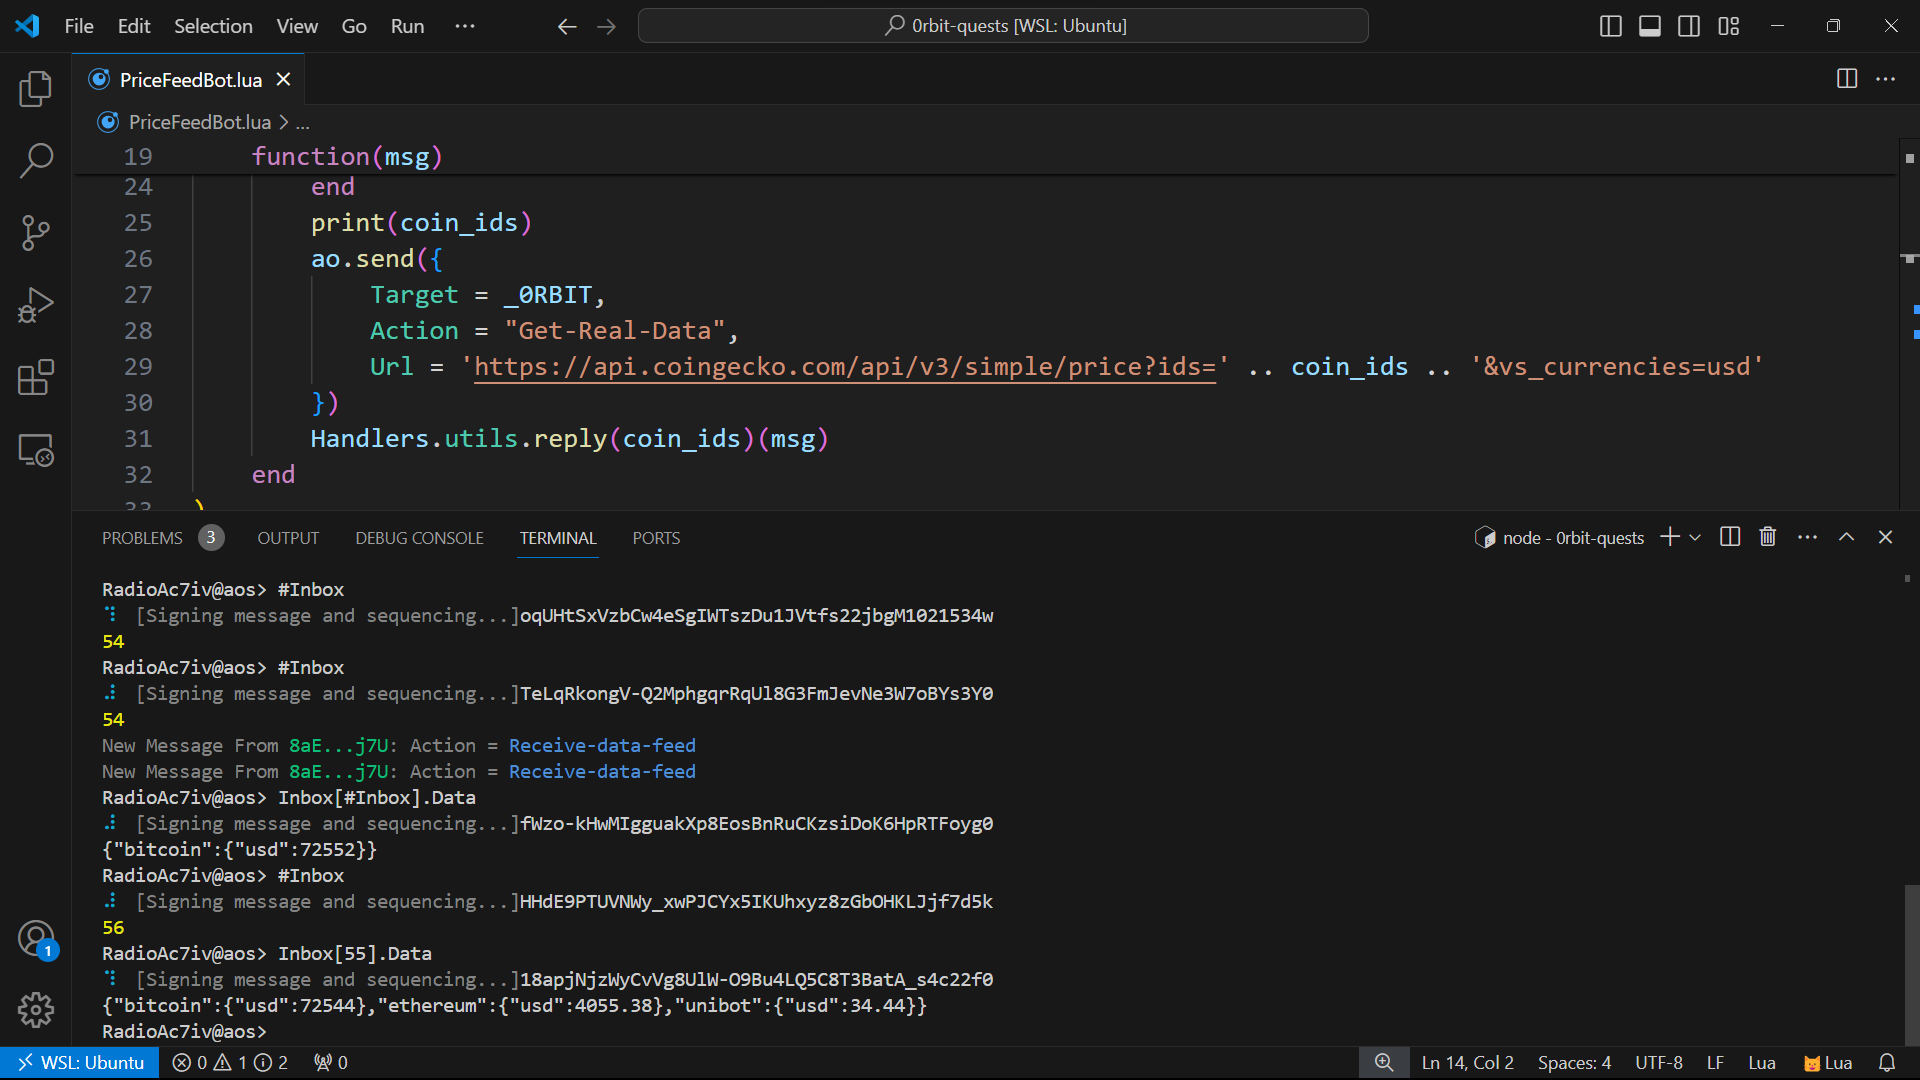 File Edit Selection View Go Run ···
0rbit-quests [WSL: Ubuntu]
PriceFeedBot.lua
PriceFeedBot.lua > ...
19 function(msg)
24 end
25 print(coin_ids)
26 ao.send({
27 Target = _0RBIT,
28 Action = "Get-Real-Data",
29 Url = 'https://api.coingecko.com/api/v3/simple/price?ids=' .. coin_ids .. '&vs_currencies=usd'
30 })
31 Handlers.utils.reply(coin_ids)(msg)
32 end
33 )
PROBLEMS 3 OUTPUT DEBUG CONSOLE TERMINAL PORTS node - 0rbit-quests
RadioAc7iv@aos> #Inbox
[Signing message and sequencing...]oqUHtSxVzbCw4eSgIWTszDu1JVtfs22jbgM1021534w
54
RadioAc7iv@aos> #Inbox
[Signing message and sequencing...]TeLqRkongV-Q2MphgqrRqUl8G3FmJevNe3W7oBYs3Y0
54
New Message From 8aE...j7U: Action = Receive-data-feed
New Message From 8aE...j7U: Action = Receive-data-feed
RadioAc7iv@aos> Inbox[#Inbox].Data
[Signing message and sequencing...]fWzo-kHwMIgguakXp8EosBnRuCKzsiDoK6HpRTFoyg0
{"bitcoin":{"usd":72552}}
RadioAc7iv@aos> #Inbox
[Signing message and sequencing...]HHdE9PTUVNWy_xwPJCYx5IKUhxyz8zGbOHKLJjf7d5k
56
RadioAc7iv@aos> Inbox[55].Data
[Signing message and sequencing...]18apjNjzWyCvVg8UlW-O9Bu4LQ5C8T3BatA_s4c22f0
{"bitcoin":{"usd":72544},"ethereum":{"usd":4055.38},"unibot":{"usd":34.44}}
RadioAc7iv@aos>
1
WSL: Ubuntu 0 1 2 0 Ln 14, Col 2 Spaces: 4 UTF-8 LF Lua Lua